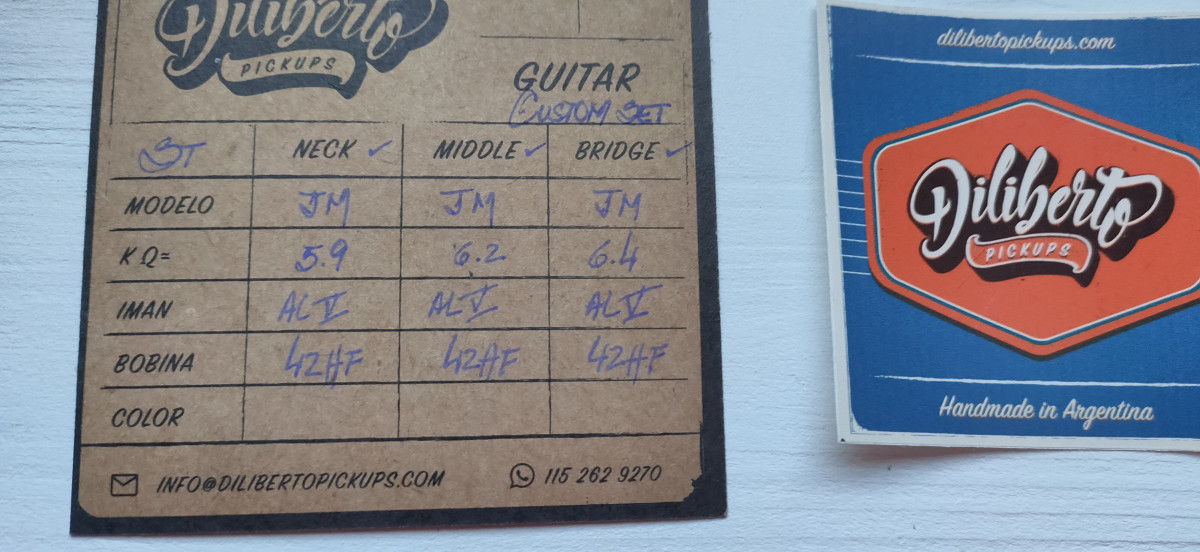 Diliberto
PICKUPS
GUITAR
CUSTOM SET
ST NECK ✓ MIDDLE ✓ BRIDGE ✓
MODELO JM JM JM
KΩ= 5.9 6.2 6.4
IMAN AL V AL V AL V
BOBINA 42HF 42HF 42HF
COLOR
INFO@DILIBERTOPICKUPS.COM 115 262 9270
dilibertopickups.com
Diliberto
PICKUPS
Handmade in Argentina